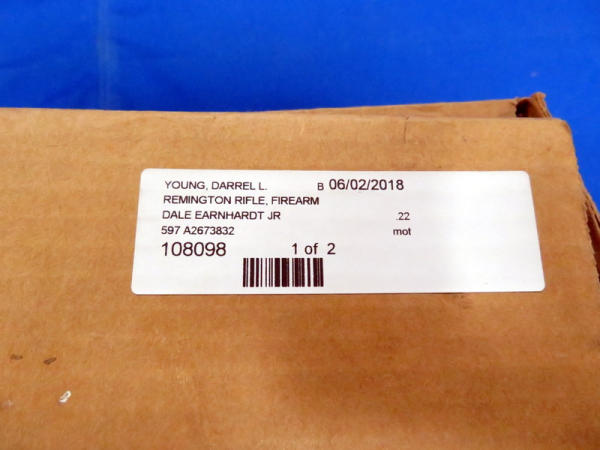 YOUNG, DARREL L. B 06/02/2018
REMINGTON RIFLE, FIREARM
DALE EARNHARDT JR .22
597 A2673832 mot
108098 1 of 2